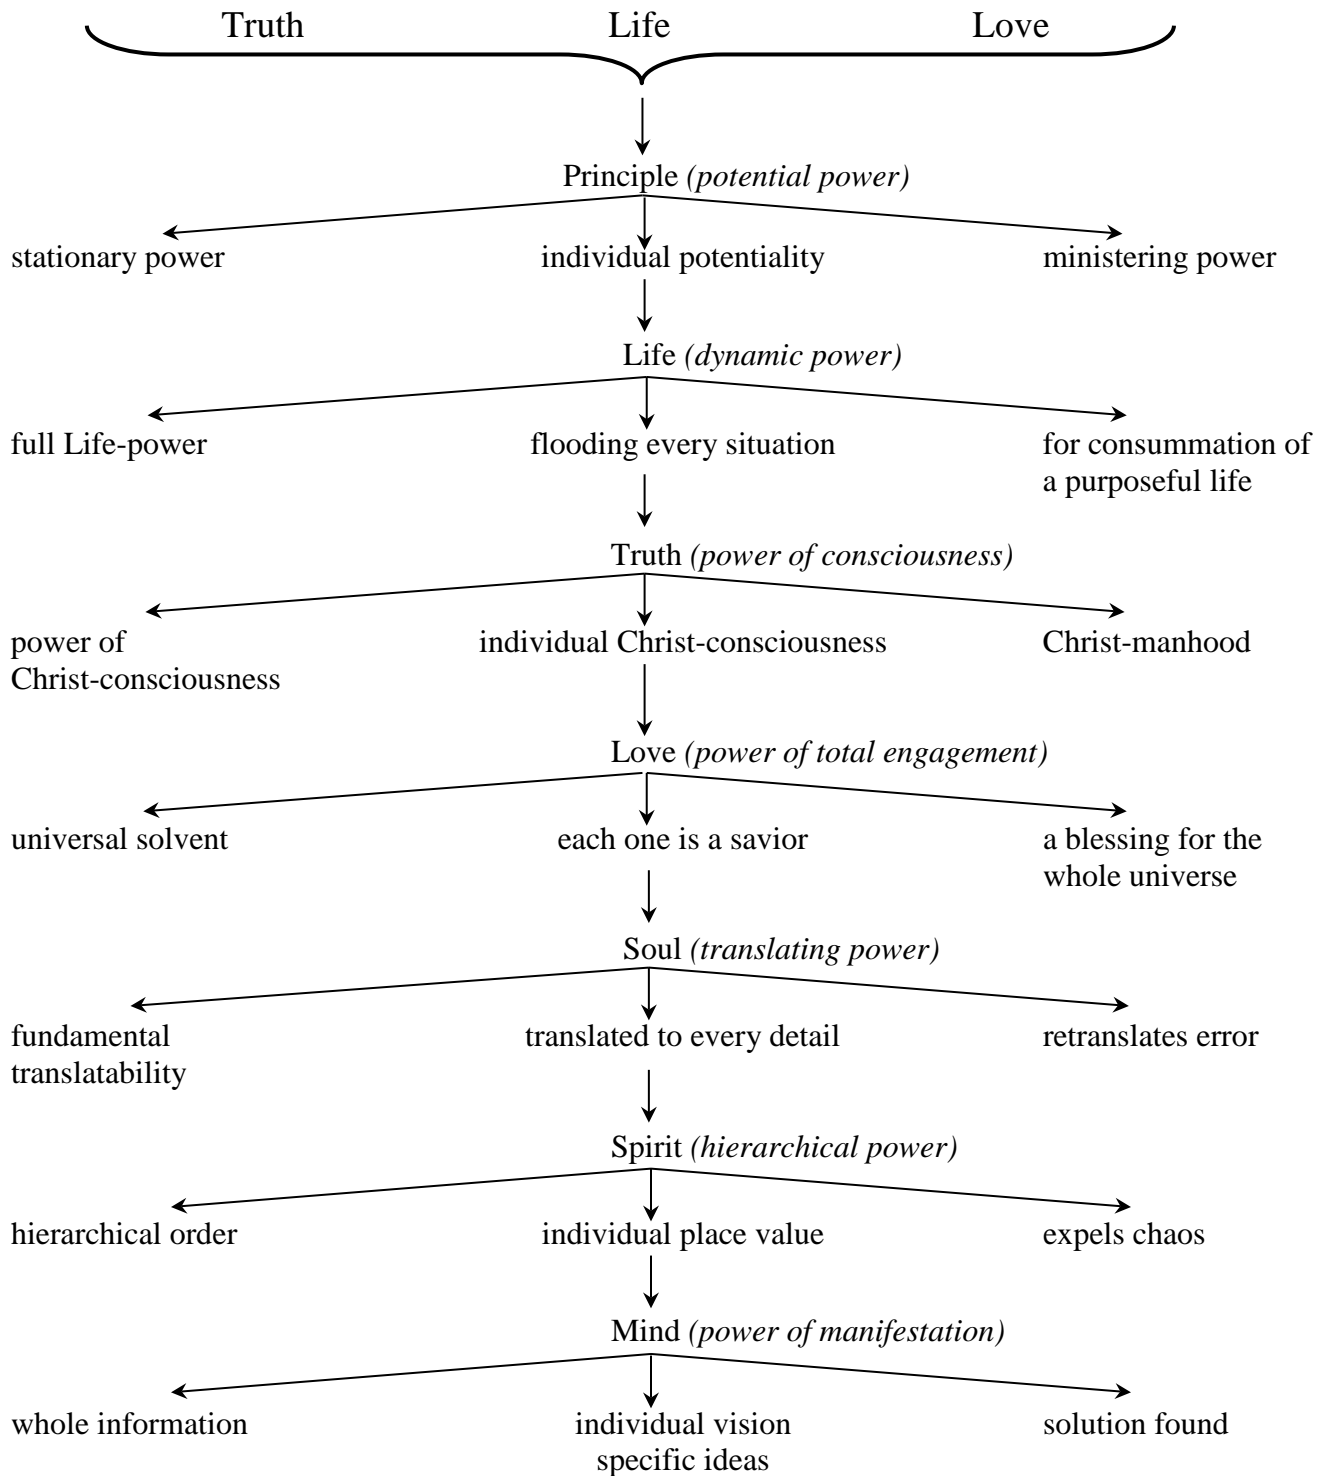 Truth Life Love
Principle (potential power)
stationary power individual potentiality ministering power
Life (dynamic power)
full Life-power flooding every situation for consummation of
a purposeful life
Truth (power of consciousness)
power of individual Christ-consciousness Christ-manhood
Christ-consciousness
Love (power of total engagement)
universal solvent each one is a savior a blessing for the
whole universe
Soul (translating power)
fundamental translated to every detail retranslates error
translatability
Spirit (hierarchical power)
hierarchical order individual place value expels chaos
Mind (power of manifestation)
whole information individual vision solution found
specific ideas